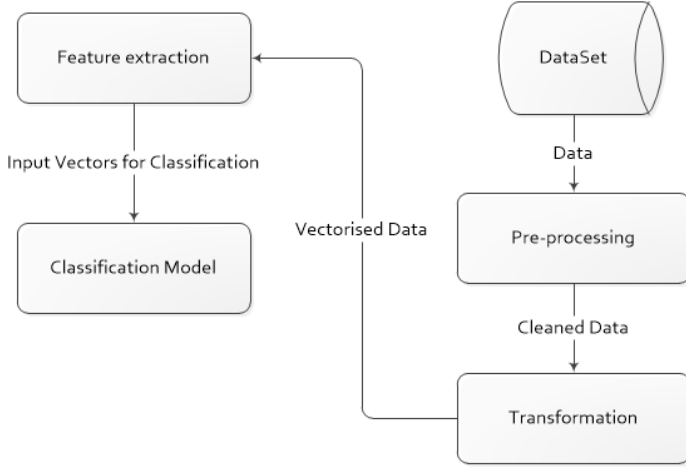 Feature extraction
DataSet
Data
Input Vectors for Classification
Vectorised Data
Pre-processing
Classification Model
Cleaned Data
Transformation